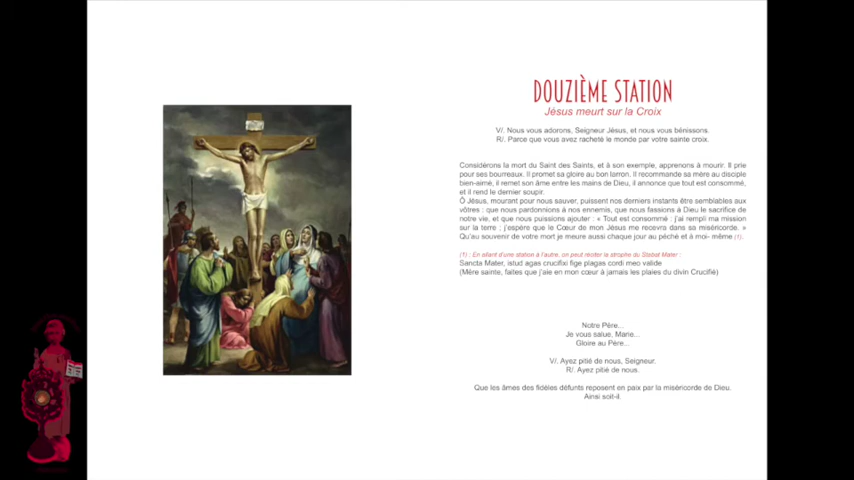 DOUZIÈME STATION
Jésus meurt sur la Croix
V/. Nous vous adorons, Seigneur Jésus, et nous vous bénissons.
R/. Parce que vous avez racheté le monde par votre sainte croix.
Considérons la mort du Saint des Saints, et à son exemple, apprenons à mourir. Il prie
pour ses bourreaux. Il promet sa gloire au bon larron. Il recommande sa mère au disciple
bien-aimé, il remet son âme entre les mains de Dieu, il annonce que tout est consommé,
et il rend le dernier soupir.
Ô Jésus, mourant pour nous sauver, puissent nos derniers instants être semblables aux
vôtres : que nous pardonnions à nos ennemis, que nous fassions à Dieu le sacrifice de
notre vie, et que nous puissions ajouter : « Tout est consommé : j'ai rempli ma mission
sur la terre ; j'espère que le Cœur de mon Jésus me recevra dans sa miséricorde. »
Qu'au souvenir de votre mort je meure aussi chaque jour au péché et à moi- même (1).
(1) : En allant d'une station à l'autre, on peut réciter la strophe du Stabat Mater :
Sancta Mater, istud agas crucifixi fige plagas cordi meo valide
(Mère sainte, faites que j'aie en mon cœur à jamais les plaies du divin Crucifié)
Notre Père...
Je vous salue, Marie...
Gloire au Père...
V/. Ayez pitié de nous, Seigneur.
R/. Ayez pitié de nous.
Que les âmes des fidèles défunts reposent en paix par la miséricorde de Dieu.
Ainsi soit-il